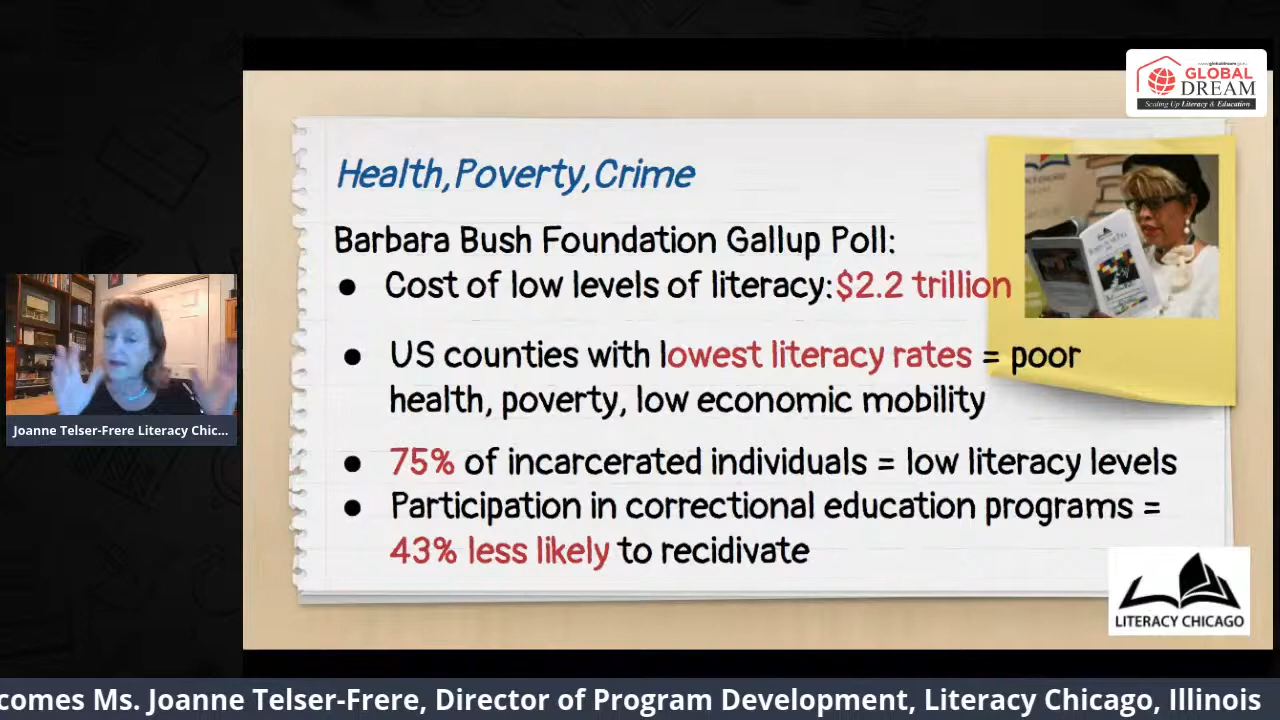 www.globaldream.guru
GLOBAL
DREAM
Scaling Up Literacy & Education
Health,Poverty,Crime
Barbara Bush Foundation Gallup Poll:
● Cost of low levels of literacy:$2.2 trillion
● US counties with lowest literacy rates = poor
health, poverty, low economic mobility
● 75% of incarcerated individuals = low literacy levels
● Participation in correctional education programs =
43% less likely to recidivate
Joanne Telser-Frere Literacy Chic...
LITERACY CHICAGO
comes Ms. Joanne Telser-Frere, Director of Program Development, Literacy Chicago, Illinois